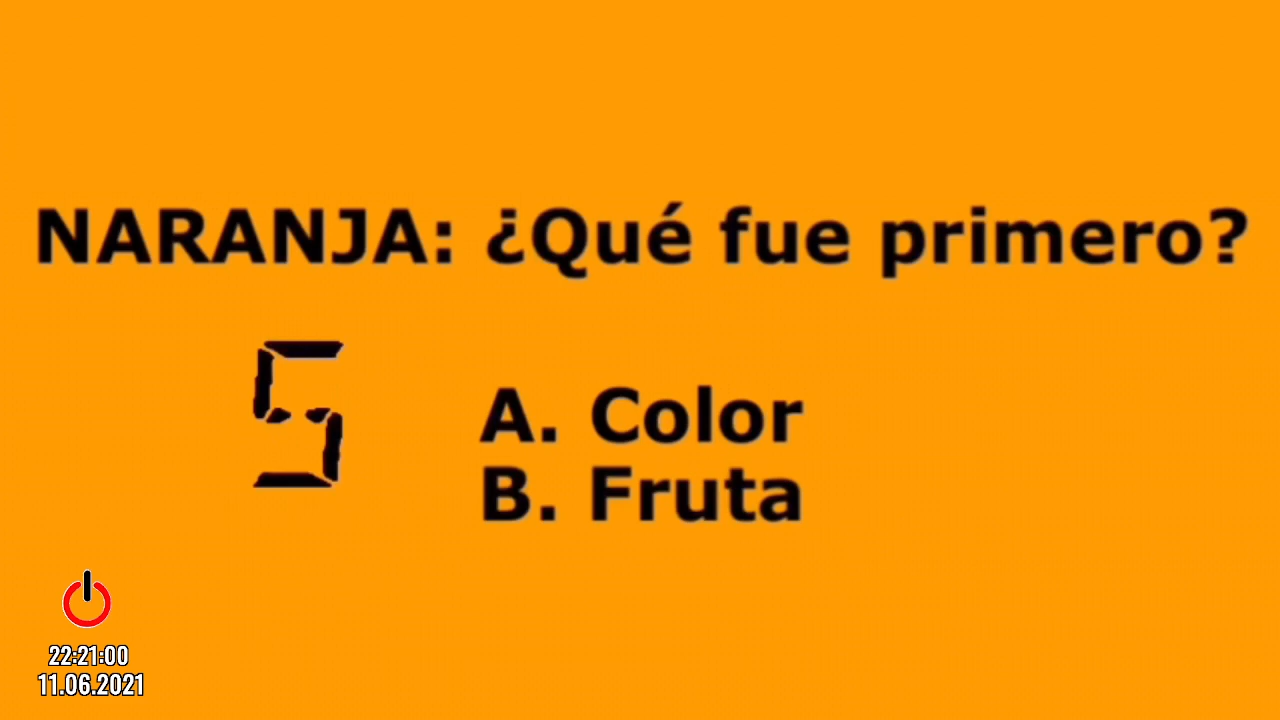 NARANJA: ¿Qué fue primero?
5
A. Color
B. Fruta
22:21:00
11.06.2021